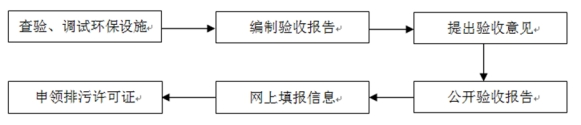 查验、调试环保设施
编制验收报告
提出验收意见
公开验收报告
网上填报信息
申领排污许可证